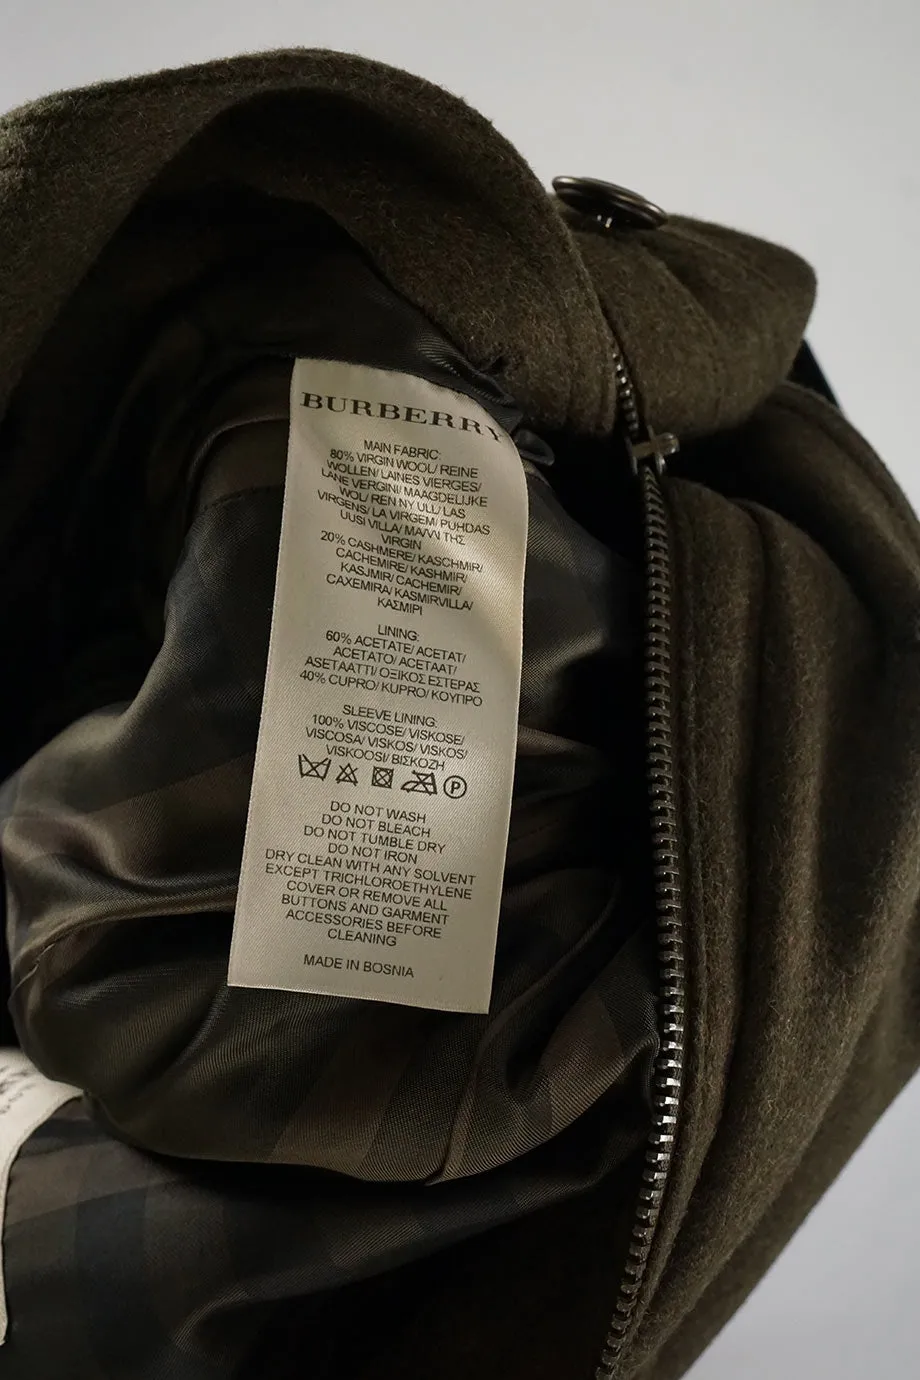 BURBERRY
MAIN FABRIC:
80% VIRGIN WOOL/ REINE
WOLLEN/ LAINES VIERGES/
LANE VERGINI/ MAAGDELIJKE
WOL/ REN NY ULL/ LAS
VIRGENS/ LA VIRGEM/ PUHDAS
UUSI VILLA/ ΜΑΛΛΙ ΤΗΣ
VIRGIN
20% CASHMERE/ KASCHMIR/
CACHEMIRE/ KASHMIR/
KASJMIR/ CACHEMIR/
CAXEMIRA/ KASMIRVILLA/
ΚΑΣΜΙΡΙ
LINING:
60% ACETATE/ ACETAT/
ACETATO/ ACETAAT/
ASETAATTI/ ΟΞΙΚΟΣ ΕΣΤΕΡΑΣ
40% CUPRO/ KUPRO/ ΚΟΥΠΡΟ
SLEEVE LINING:
100% VISCOSE/ VISKOSE/
VISCOSA/ VISKOS/ VISKOS/
VISKOOSI/ ΒΙΣΚΟΖΗ
P
DO NOT WASH
DO NOT BLEACH
DO NOT TUMBLE DRY
DO NOT IRON
DRY CLEAN WITH ANY SOLVENT
EXCEPT TRICHLOROETHYLENE
COVER OR REMOVE ALL
BUTTONS AND GARMENT
ACCESSORIES BEFORE
CLEANING
MADE IN BOSNIA